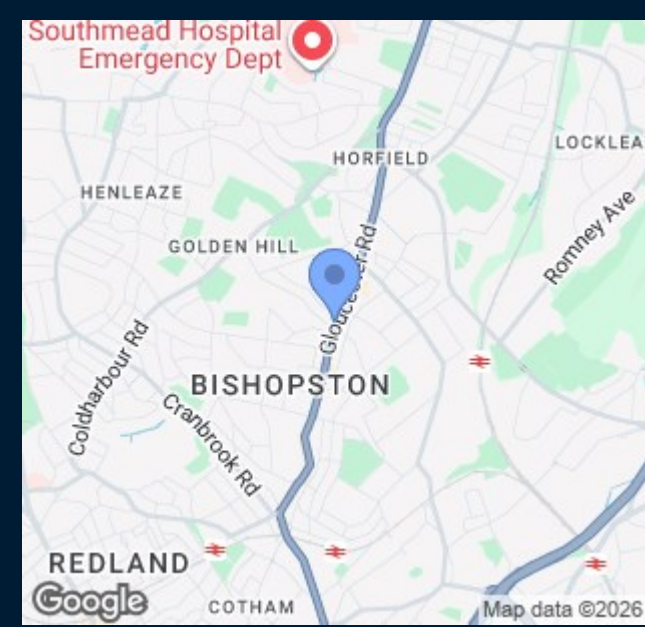 Southmead Hospital
Emergency Dept
HORFIELD
LOCKLEA
HENLEAZE
Romney Ave
GOLDEN HILL
Gloucester Rd
Coldharbour Rd
BISHOPSTON
Cranbrook Rd
REDLAND
COTHAM
Google
Map data ©2026